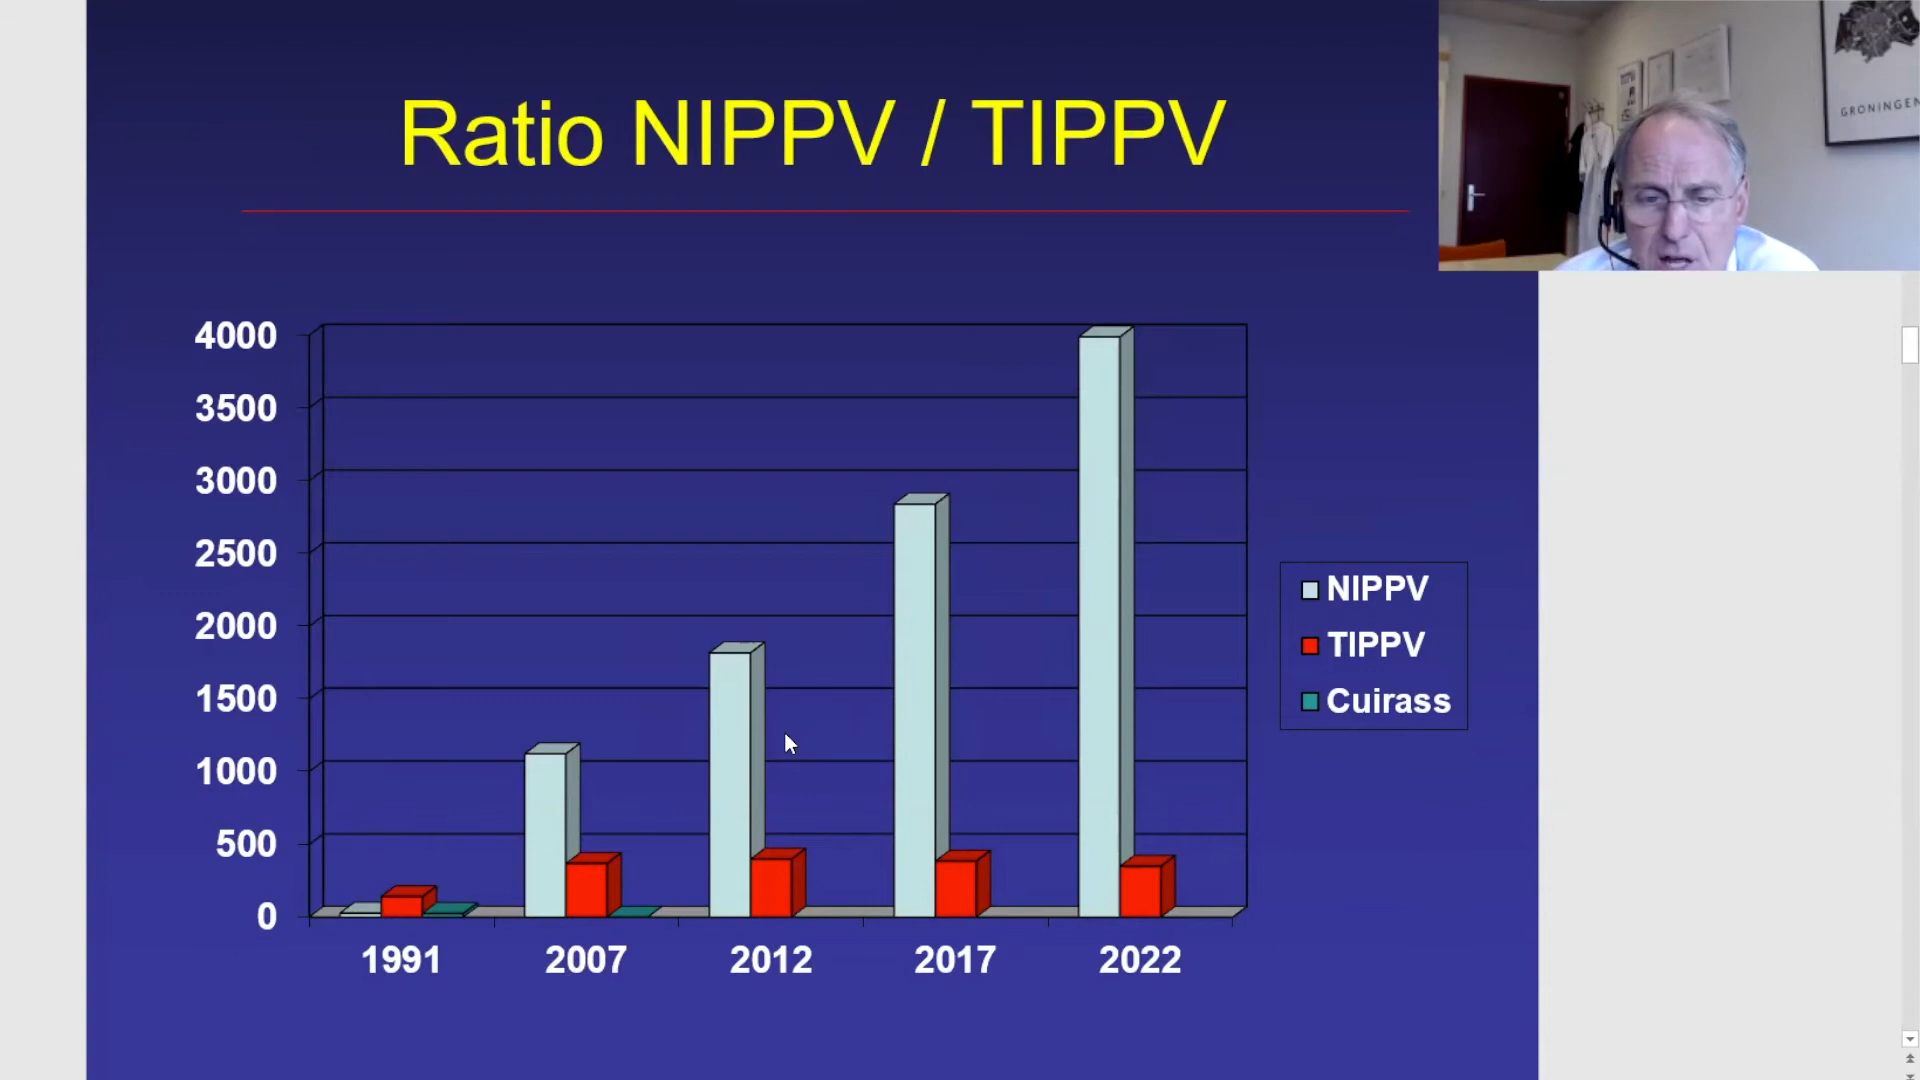 Ratio NIPPV / TIPPV
GRONINGEN
4000
3500
3000
2500
2000
1500
1000
500
0
1991
2007
2012
2017
2022
NIPPV
TIPPV
Cuirass